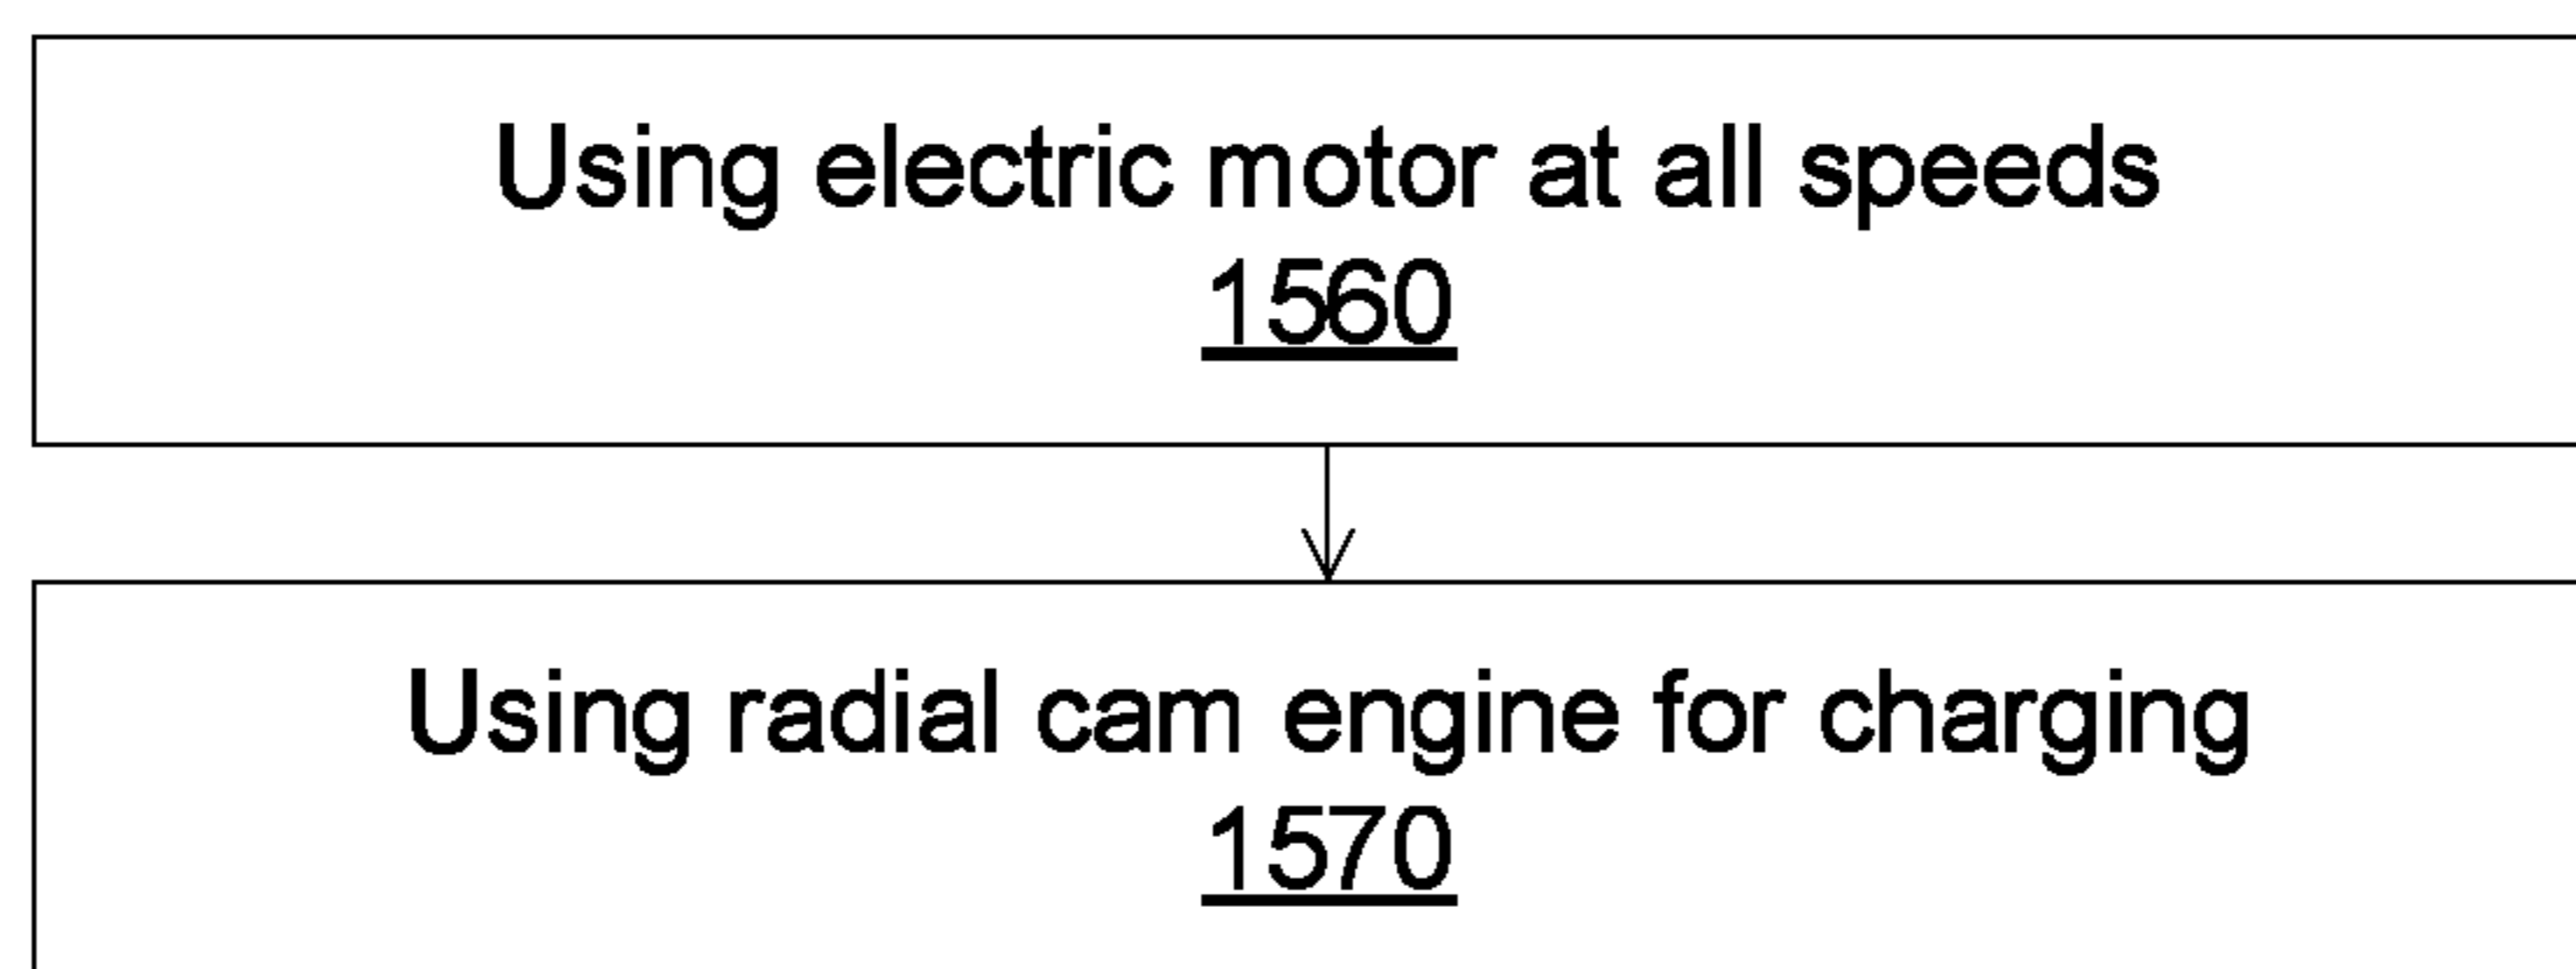 Using electric motor at all speeds
1560
Using radial cam engine for charging
1570